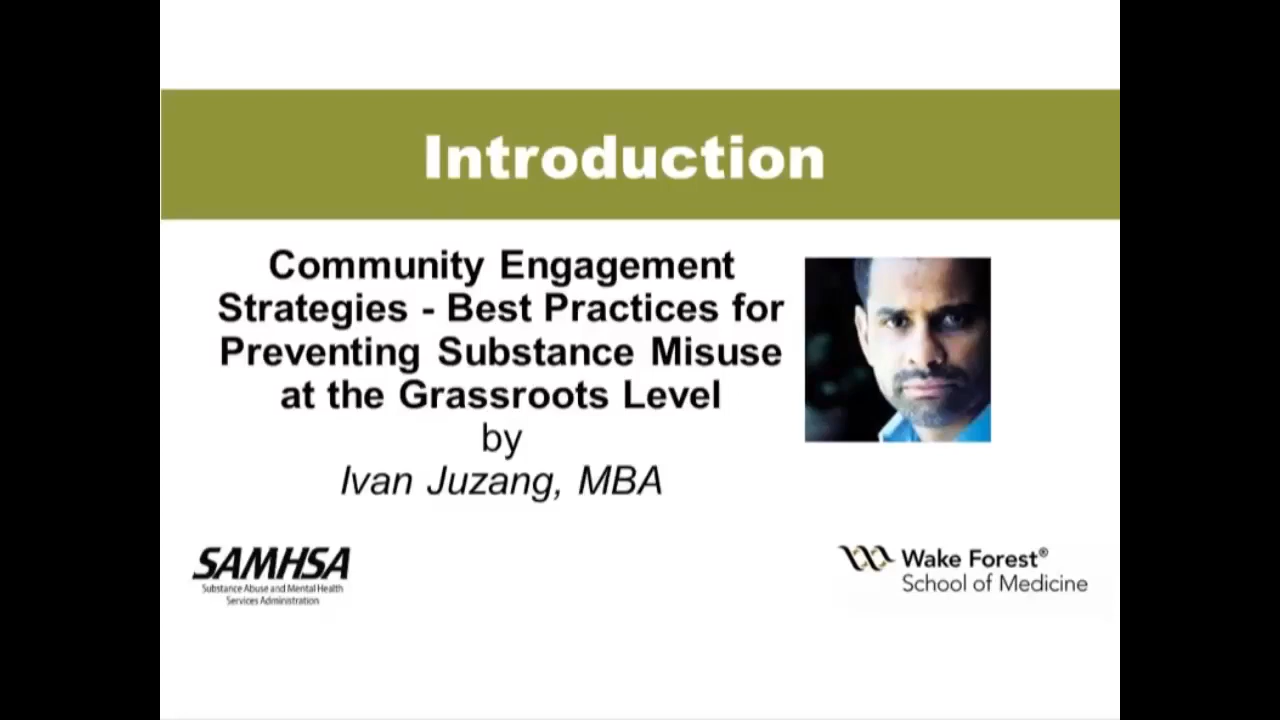 Introduction
Community Engagement
Strategies - Best Practices for
Preventing Substance Misuse
at the Grassroots Level
by
Ivan Juzang, MBA
SAMHSA
Substance Abuse and Mental Health
Services Administration
Wake Forest®
School of Medicine